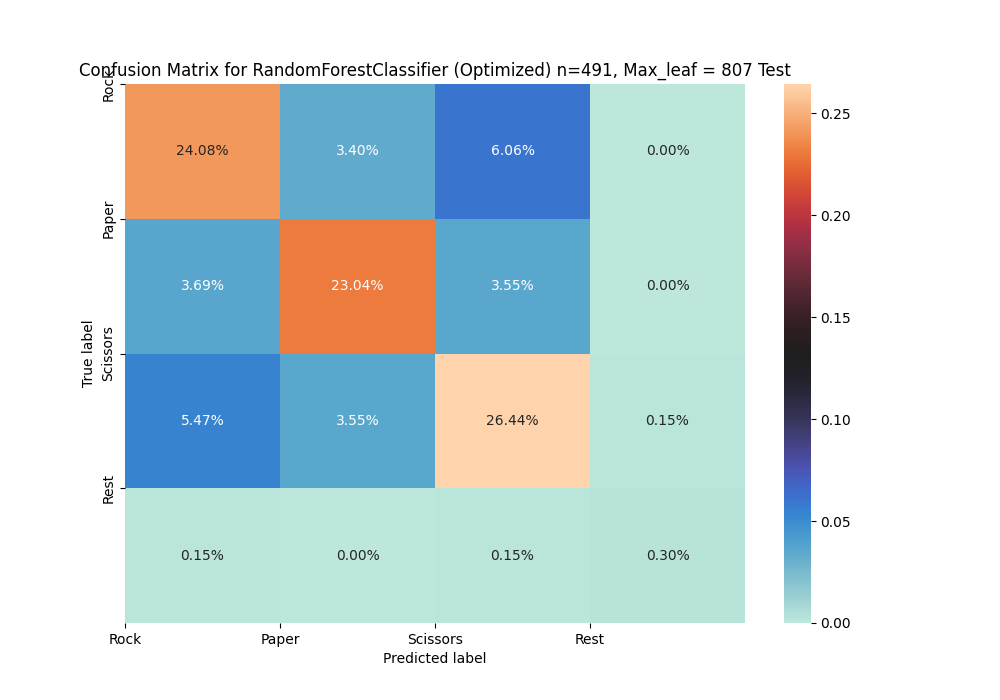 Confusion Matrix for RandomForestClassifier (Optimized) n=491, Max_leaf = 807 Test
Rock
24.08%
3.40%
6.06%
0.00%
Paper
3.69%
23.04%
3.55%
0.00%
True label
Scissors
5.47%
3.55%
26.44%
0.15%
Rest
0.15%
0.00%
0.15%
0.30%
Rock
Paper
Scissors
Rest
Predicted label
0.25
0.20
0.15
0.10
0.05
0.00